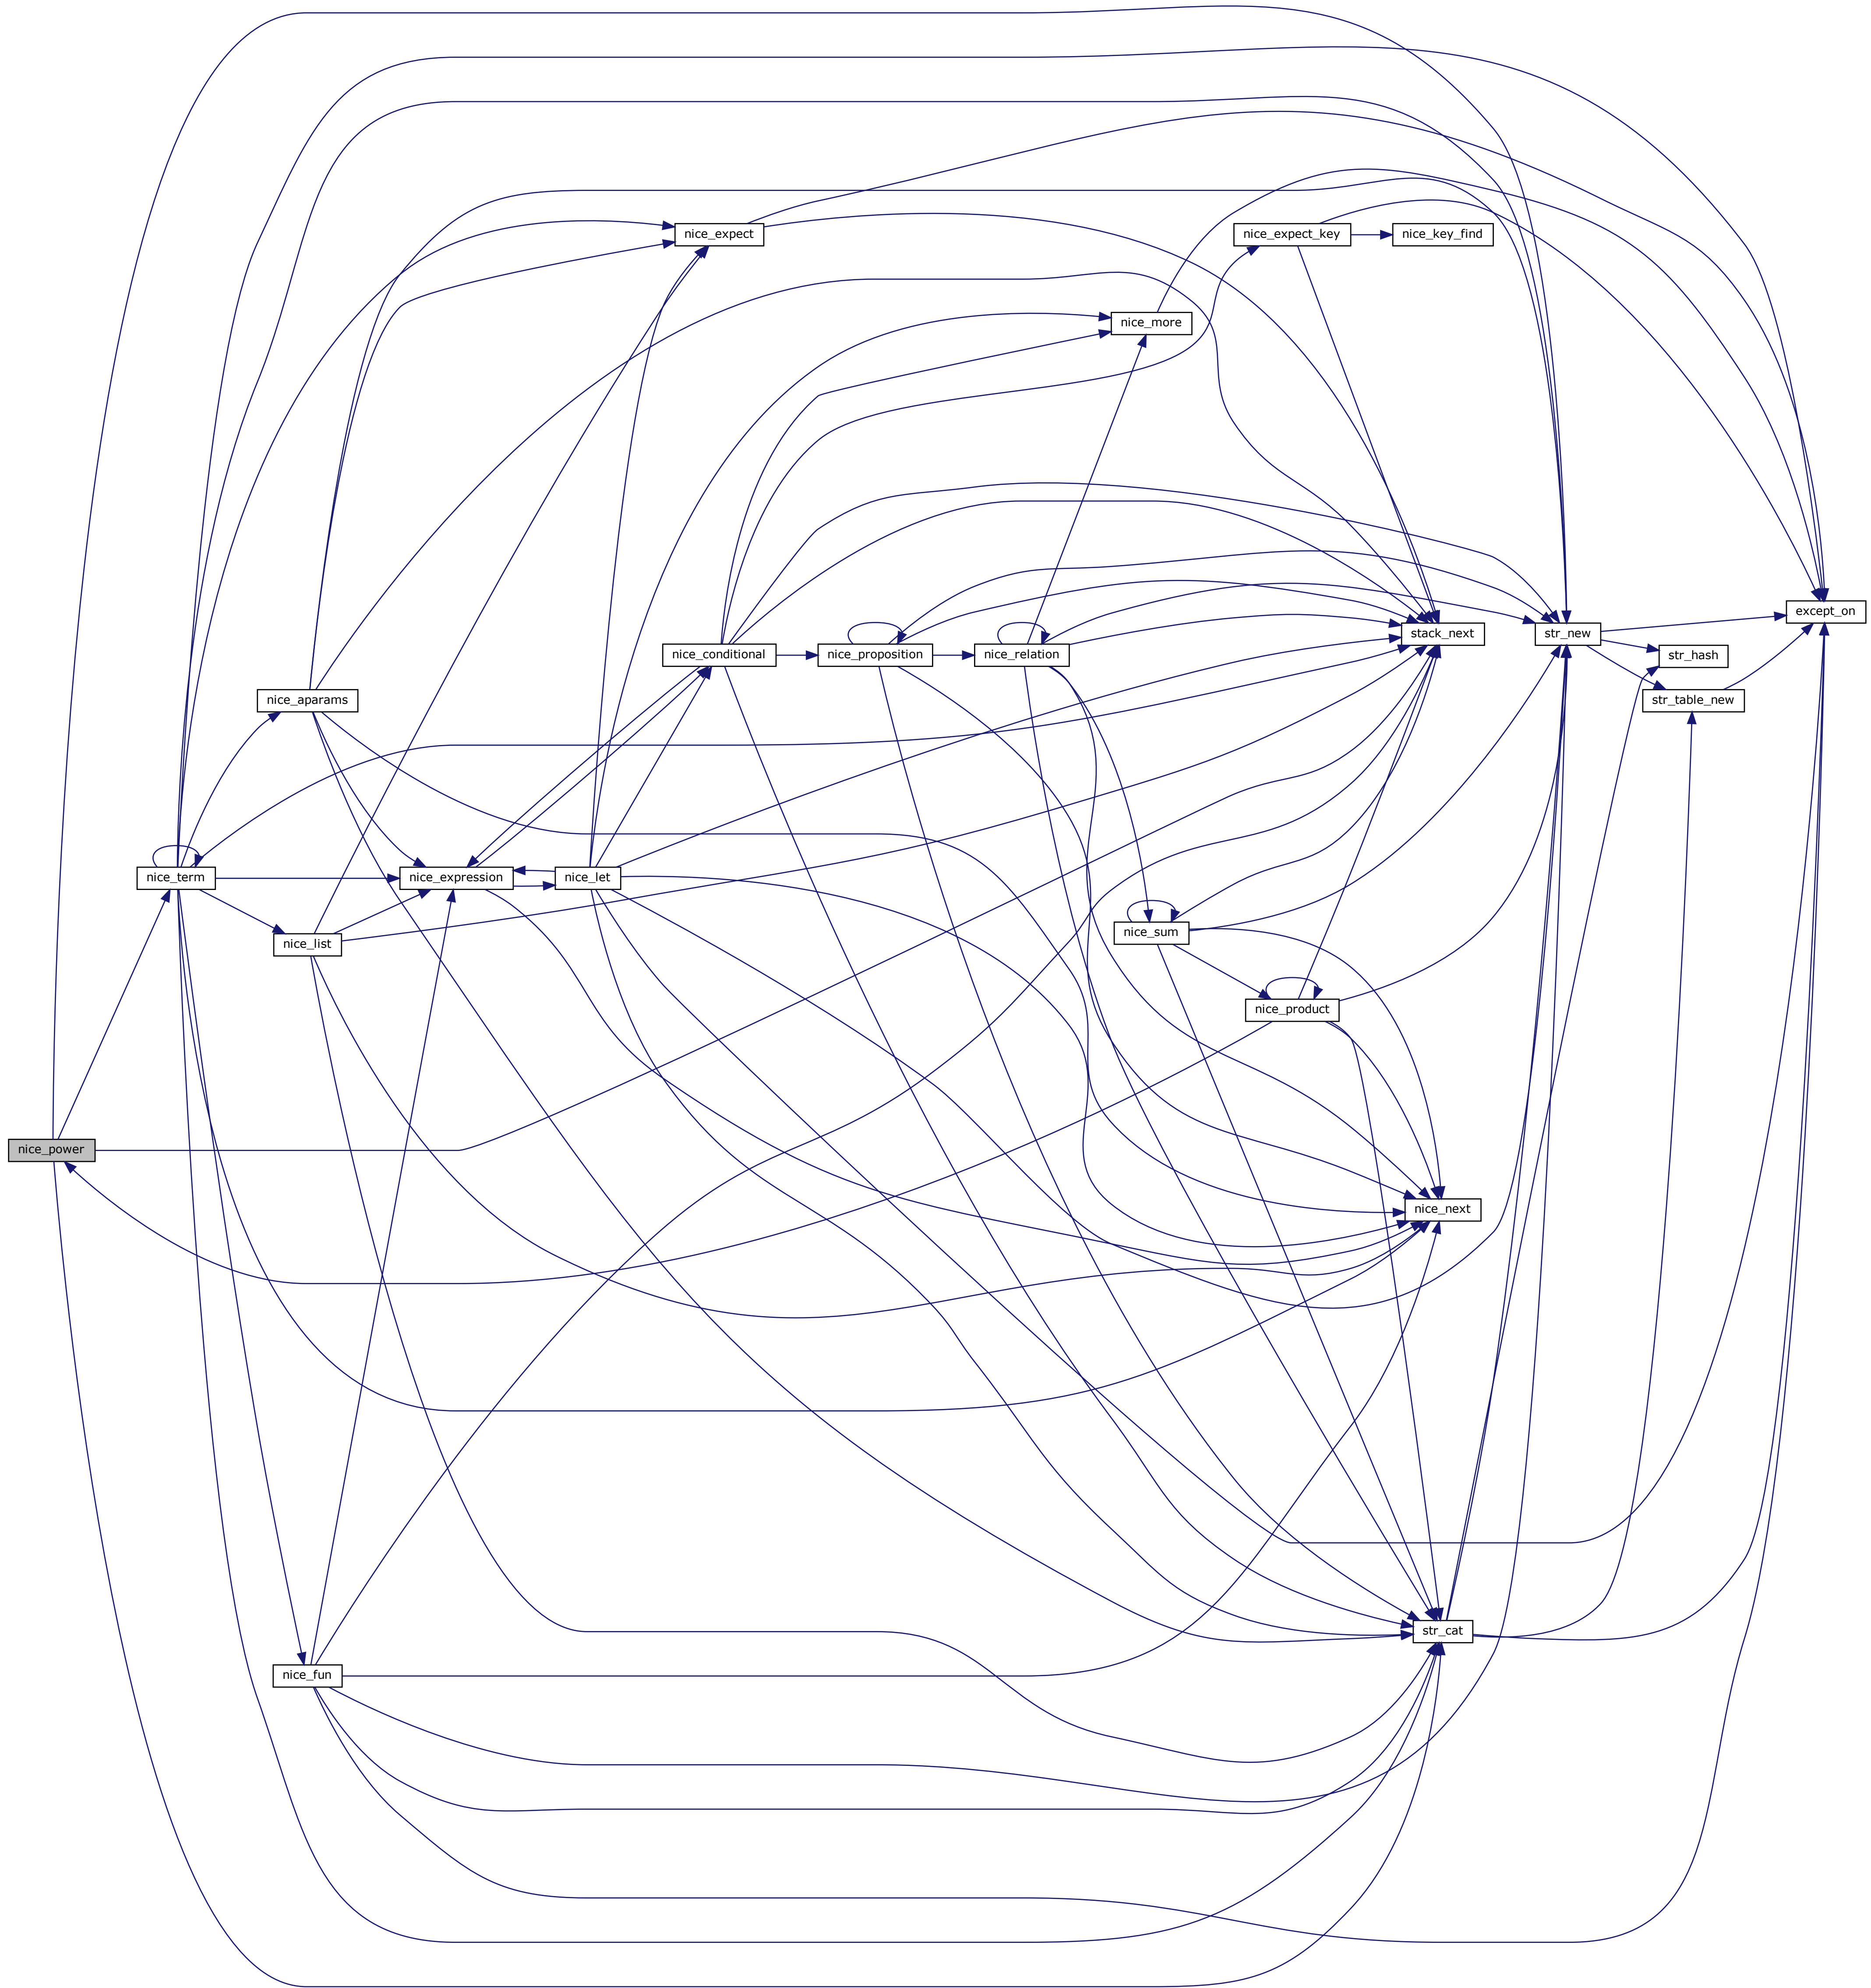 nice_expect
nice_expect_key
nice_key_find
nice_more
except_on
stack_next
str_new
nice_conditional
nice_proposition
nice_relation
str_hash
nice_aparams
str_table_new
nice_term
nice_expression
nice_let
nice_sum
nice_list
nice_product
nice_power
nice_next
str_cat
nice_fun